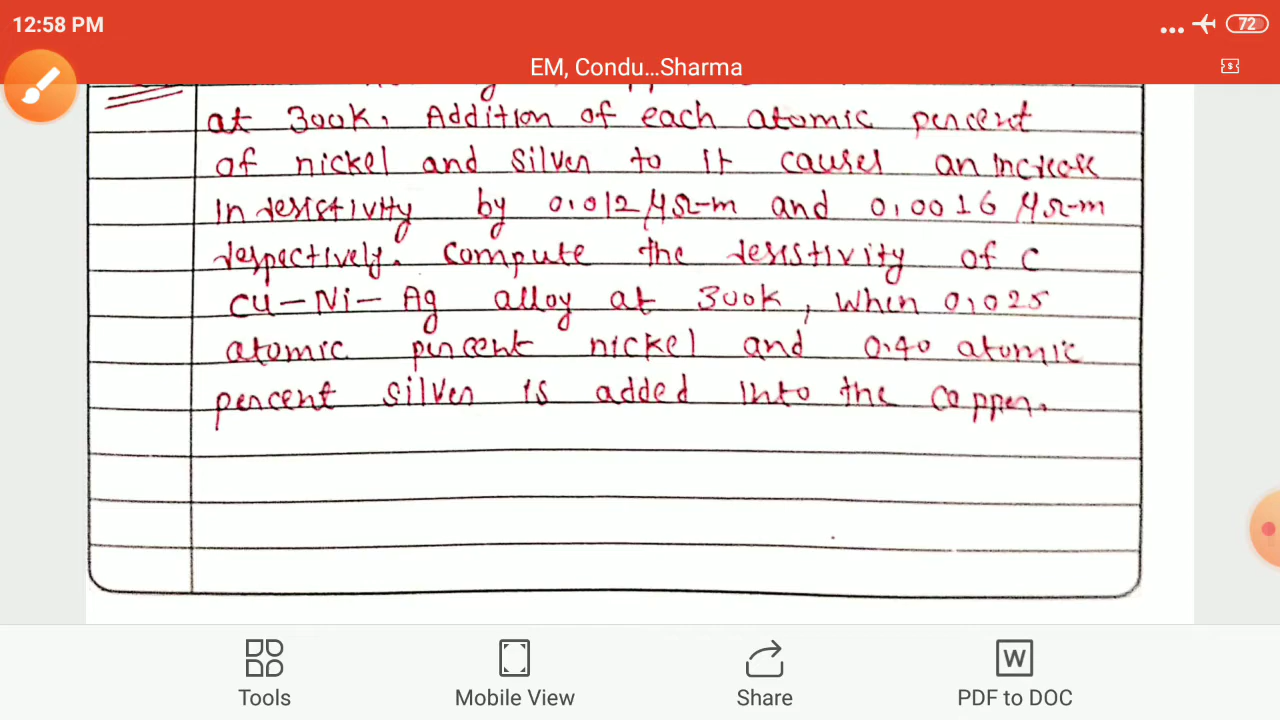 12:58 PM
72
EM, Condu...Sharma
at 300K. Addition of each atomic percent
of nickel and silver to it causes an increase
in resistivity by 0.012 μΩ-m and 0.0016 μΩ-m
respectively. Compute the resistivity of C
Cu-Ni-Ag alloy at 300K, when 0.025
atomic percent nickel and 0.40 atomic
percent silver is added into the copper.
Tools
Mobile View
Share
W
PDF to DOC